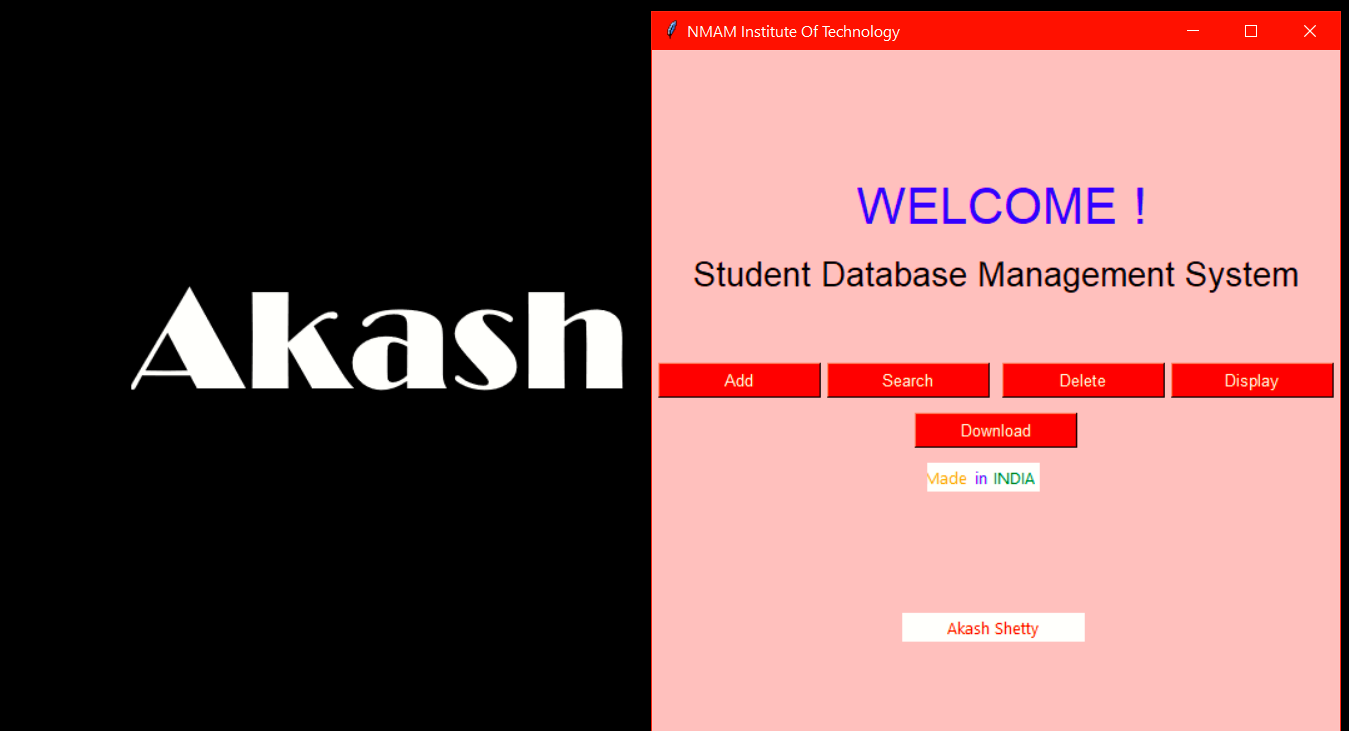 Akash
NMAM Institute Of Technology
WELCOME !
Student Database Management System
Add Search Delete Display
Download
Made in INDIA
Akash Shetty